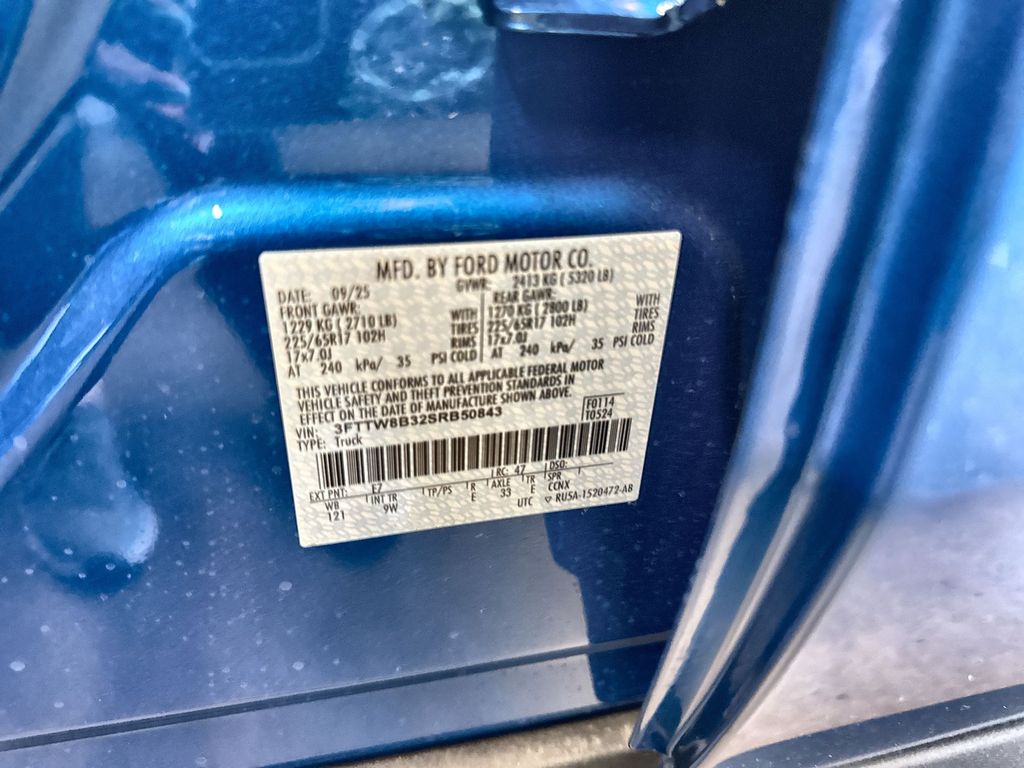 MFD. BY FORD MOTOR CO.
DATE: 09/25 GVWR: 2413 KG ( 5320 LB)
FRONT GAWR: REAR GAWR:
1229 KG ( 2710 LB) WITH 1270 KG ( 2800 LB) WITH
225/65R17 102H TIRES 225/65R17 102H TIRES
17x7.0J RIMS 17x7.0J RIMS
AT 240 kPa/ 35 PSI COLD AT 240 kPa/ 35 PSI COLD
THIS VEHICLE CONFORMS TO ALL APPLICABLE FEDERAL MOTOR
VEHICLE SAFETY AND THEFT PREVENTION STANDARDS IN
EFFECT ON THE DATE OF MANUFACTURE SHOWN ABOVE.
VIN: 3FTTW8B32SRB50843 F0114
TYPE: Truck T0524
EXT PNT: E7 RC: 47 DSO:
WB INT TR TP/PS R AXLE TR SPR
121 9W E 33 E CCNX
UTC RU5A-1520472-AB